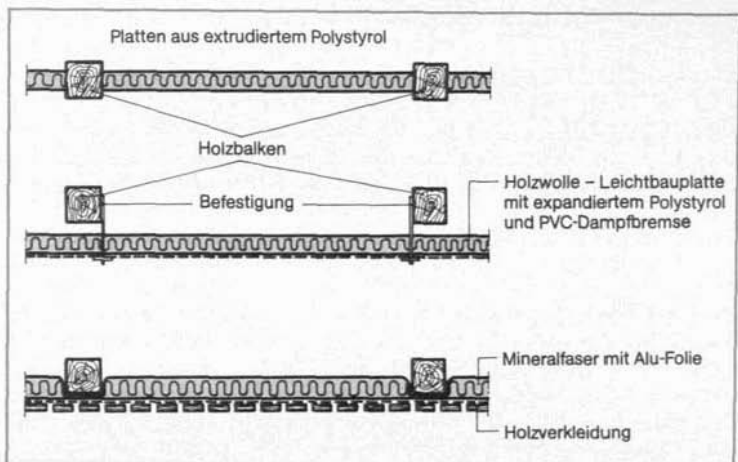 Platten aus extrudiertem Polystyrol
Holzbalken
Befestigung
Holzwolle – Leichtbauplatte
mit expandiertem Polystyrol
und PVC-Dampfbremse
Mineralfaser mit Alu-Folie
Holzverkleidung